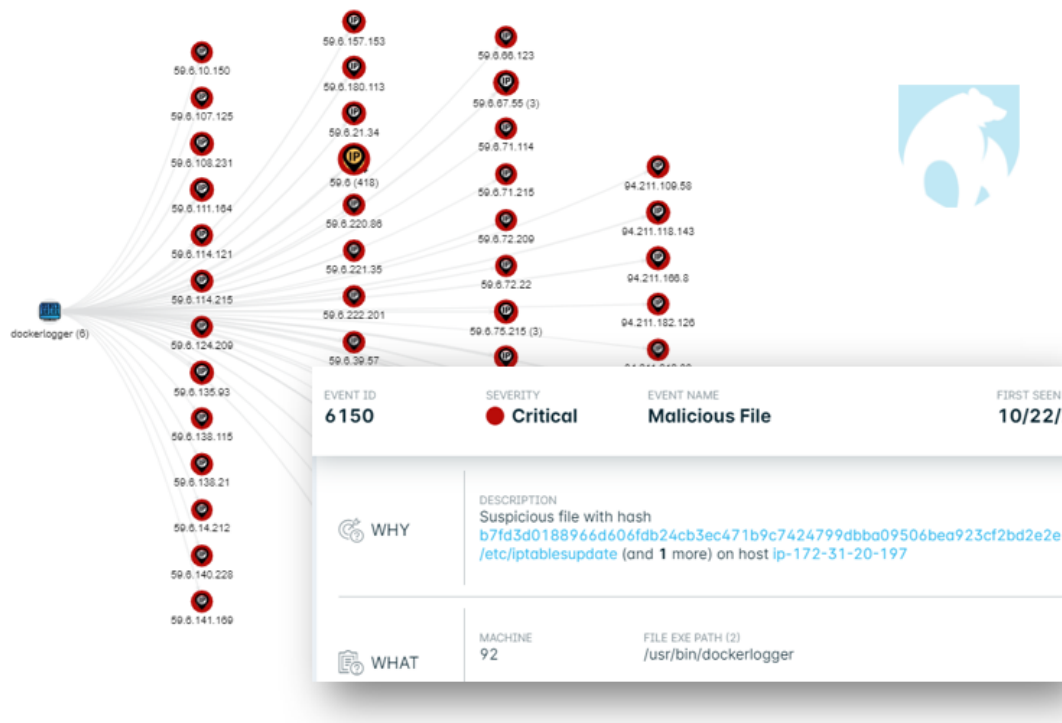 59.6.10.150
59.6.107.125
59.6.108.231
59.6.111.164
59.6.114.121
59.6.114.215
59.6.124.209
59.6.135.93
59.6.138.115
59.6.138.21
59.6.14.212
59.6.140.228
59.6.141.169
dockerlogger (6)
IP
59.6.157.153
59.6.180.113
59.6.21.34
59.6 (418)
59.6.220.86
59.6.221.35
59.6.222.201
59.6.39.57
59.6.66.123
59.6.67.55 (3)
59.6.71.114
59.6.71.215
59.6.72.209
59.6.72.22
59.6.75.215 (3)
94.211.109.58
94.211.118.143
94.211.166.8
94.211.182.126
EVENT ID
6150
SEVERITY
Critical
EVENT NAME
Malicious File
FIRST SEEN
10/22/
WHY
DESCRIPTION
Suspicious file with hash
b7fd3d0188966d606fdb24cb3ec471b9c7424799dbba09506bea923cf2bd2e2e
/etc/iptablesupdate (and 1 more) on host ip-172-31-20-197
WHAT
MACHINE
92
FILE EXE PATH (2)
/usr/bin/dockerlogger